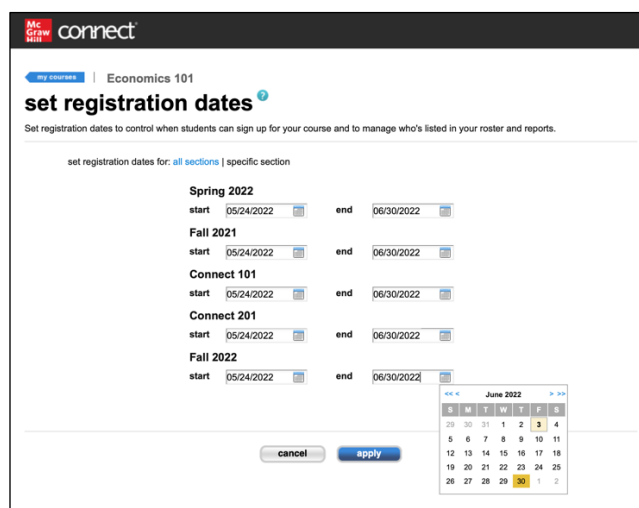 Mc Graw Hill connect
my courses | Economics 101
set registration dates ?
Set registration dates to control when students can sign up for your course and to manage who's listed in your roster and reports.
set registration dates for: all sections | specific section
Spring 2022
start 05/24/2022 end 06/30/2022
Fall 2021
start 05/24/2022 end 06/30/2022
Connect 101
start 05/24/2022 end 06/30/2022
Connect 201
start 05/24/2022 end 06/30/2022
Fall 2022
start 05/24/2022 end 06/30/2022
<< < June 2022 > >>
S M T W T F S
29 30 31 1 2 3 4
5 6 7 8 9 10 11
12 13 14 15 16 17 18
19 20 21 22 23 24 25
26 27 28 29 30 1 2
cancel apply